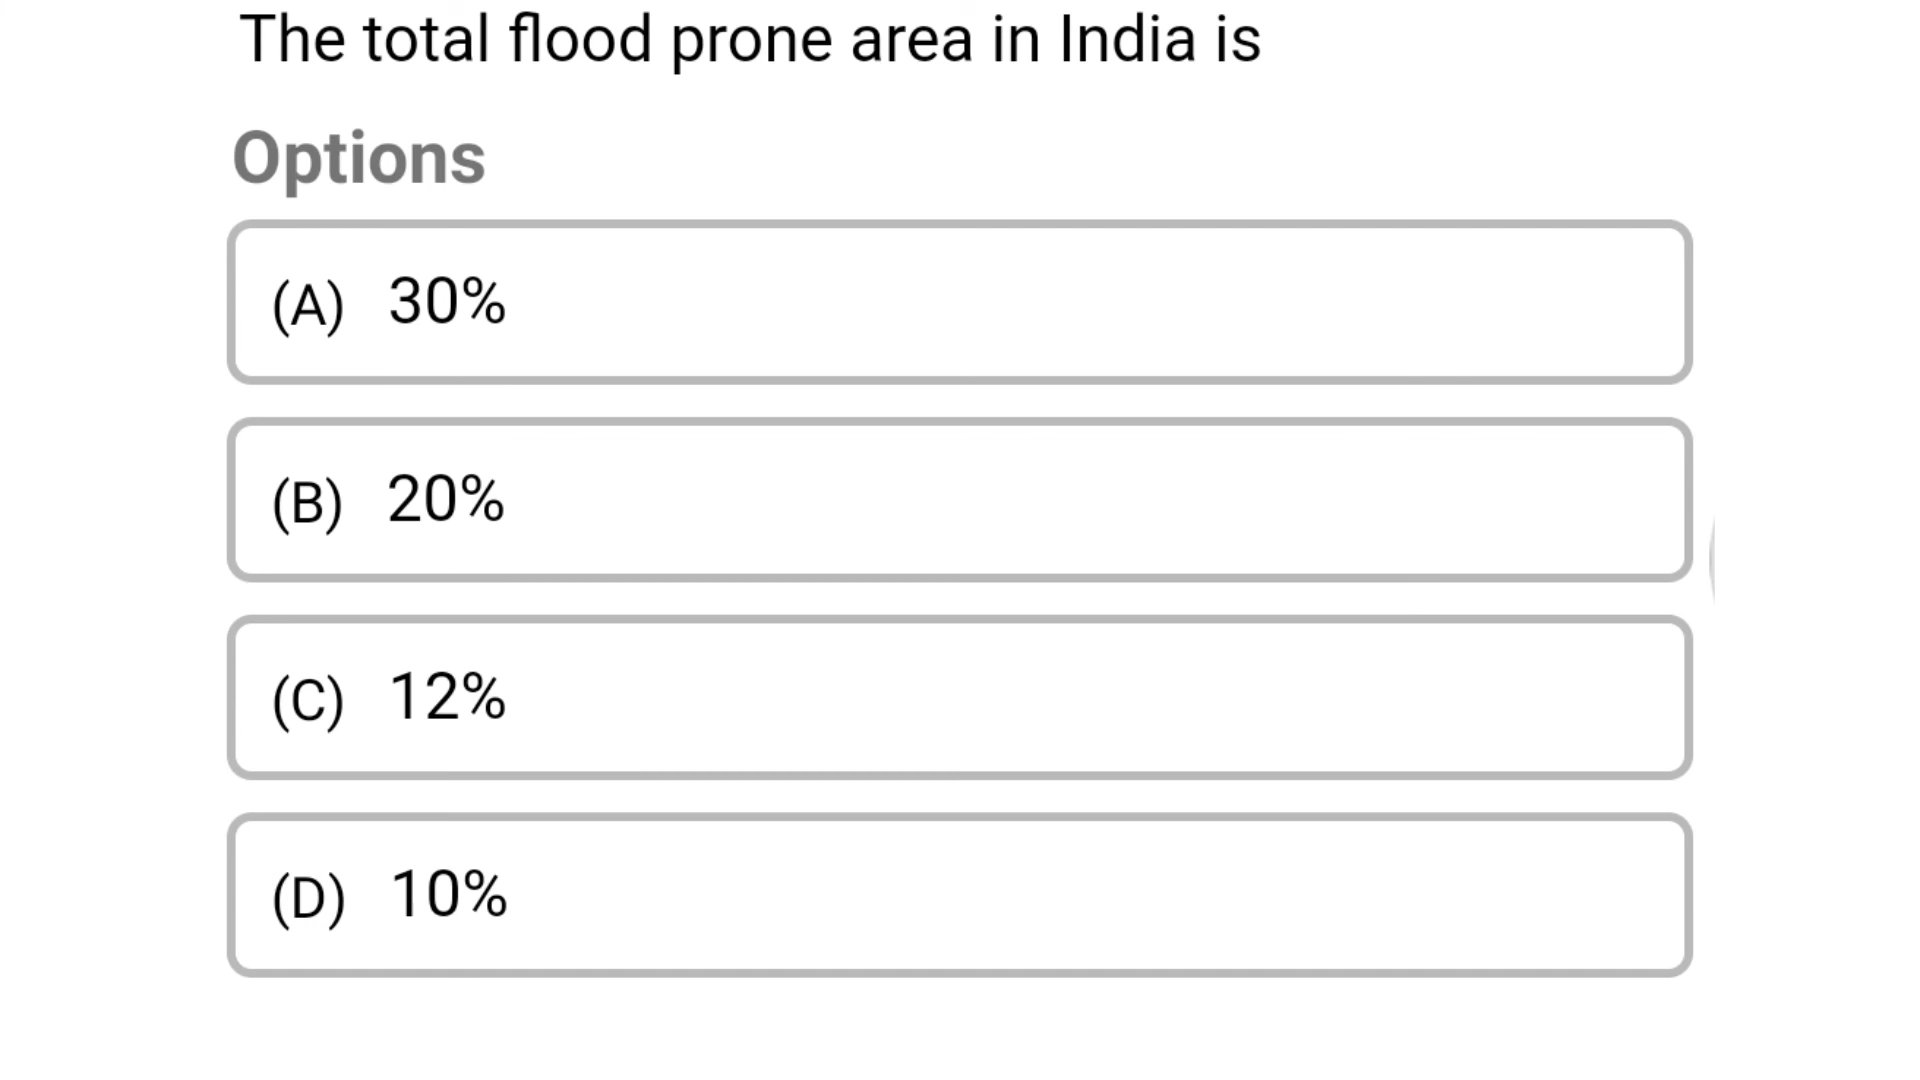 The total flood prone area in India is
Options
(A) 30%
(B) 20%
(C) 12%
(D) 10%